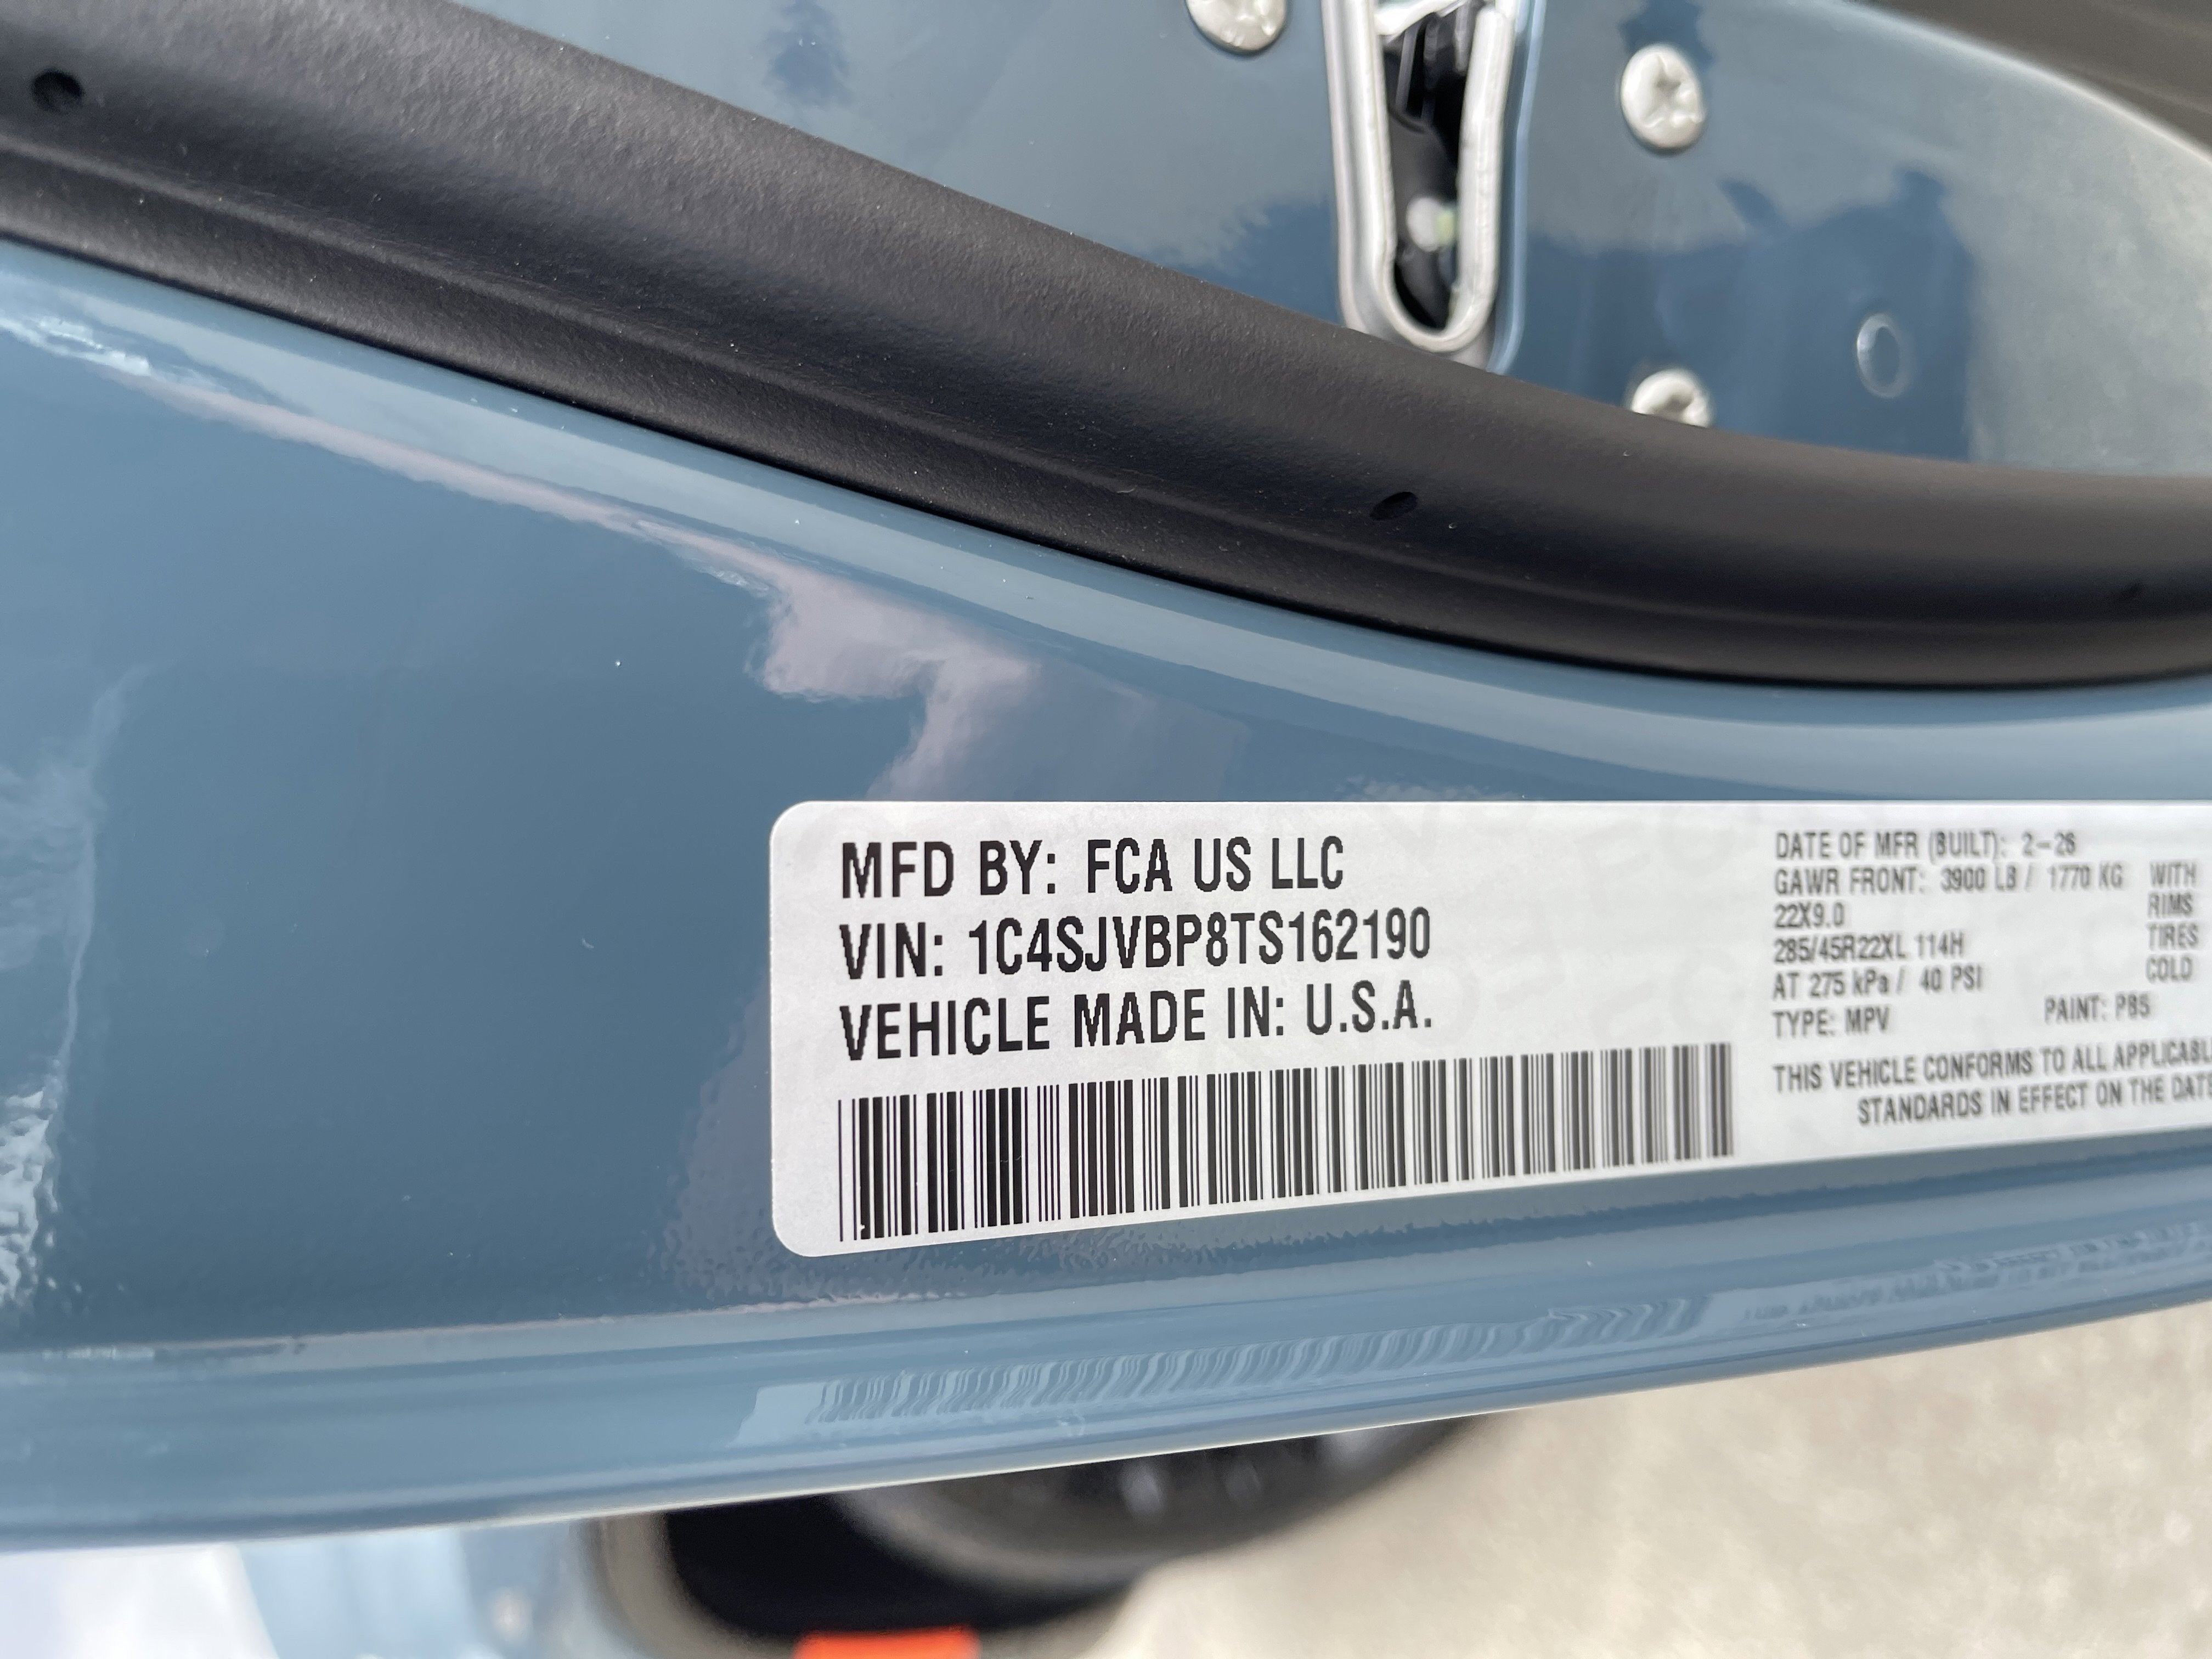 MFD BY: FCA US LLC
VIN: 1C4SJVBP8TS162190
VEHICLE MADE IN: U.S.A.
DATE OF MFR (BUILT): 2-26
GAWR FRONT: 3900 LB / 1770 KG WITH
22X9.0 RIMS
285/45R22XL 114H TIRES
AT 275 kPa / 40 PSI COLD
TYPE: MPV PAINT: PB5
THIS VEHICLE CONFORMS TO ALL APPLICABL
STANDARDS IN EFFECT ON THE DATE